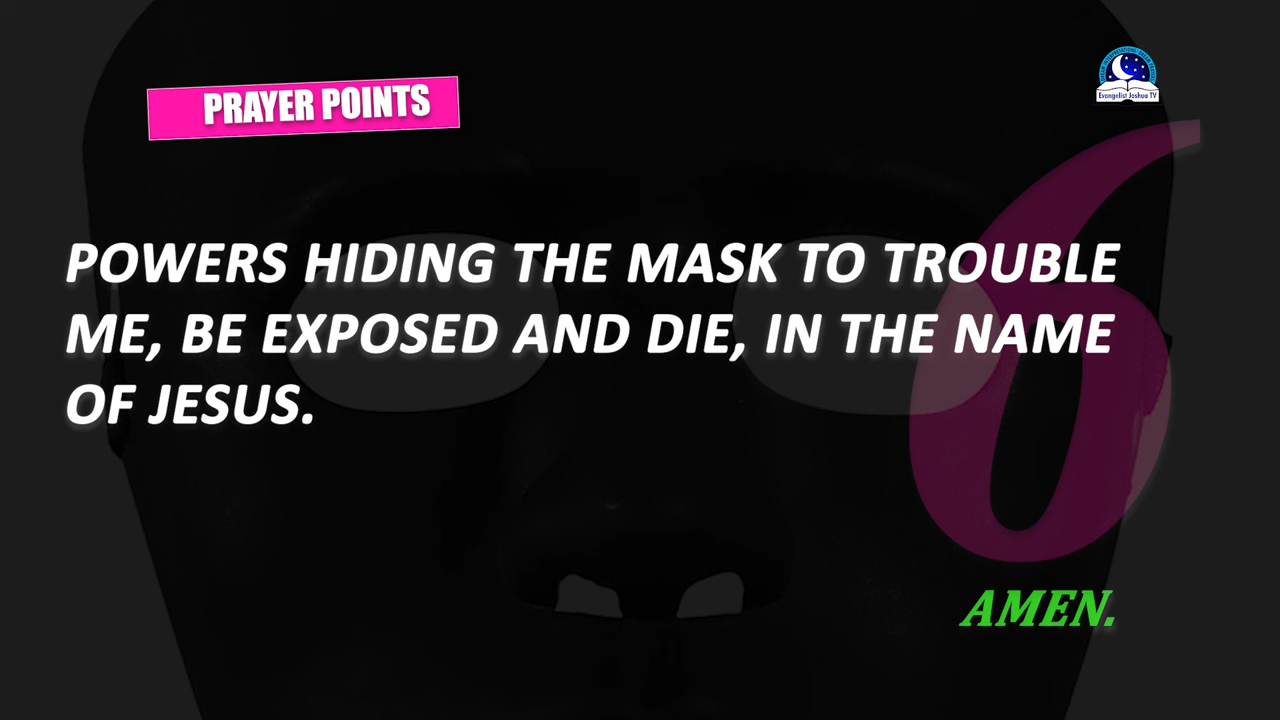 PRAYER POINTS
Evangelist Joshua TV
6
POWERS HIDING THE MASK TO TROUBLE
ME, BE EXPOSED AND DIE, IN THE NAME
OF JESUS.
AMEN.